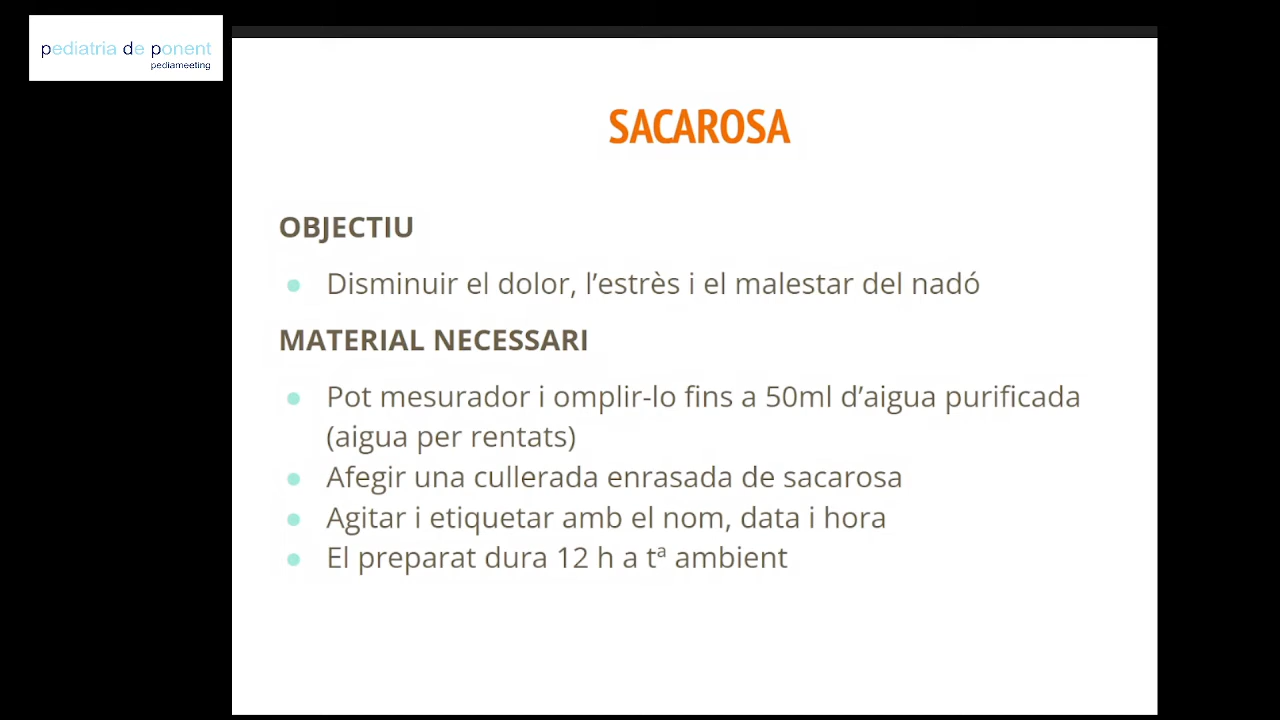 pediatria de ponent
pediameeting
SACAROSA
OBJECTIU
● Disminuir el dolor, l’estrès i el malestar del nadó
MATERIAL NECESSARI
● Pot mesurador i omplir-lo fins a 50ml d’aigua purificada
(aigua per rentats)
● Afegir una cullerada enrasada de sacarosa
● Agitar i etiquetar amb el nom, data i hora
● El preparat dura 12 h a tª ambient